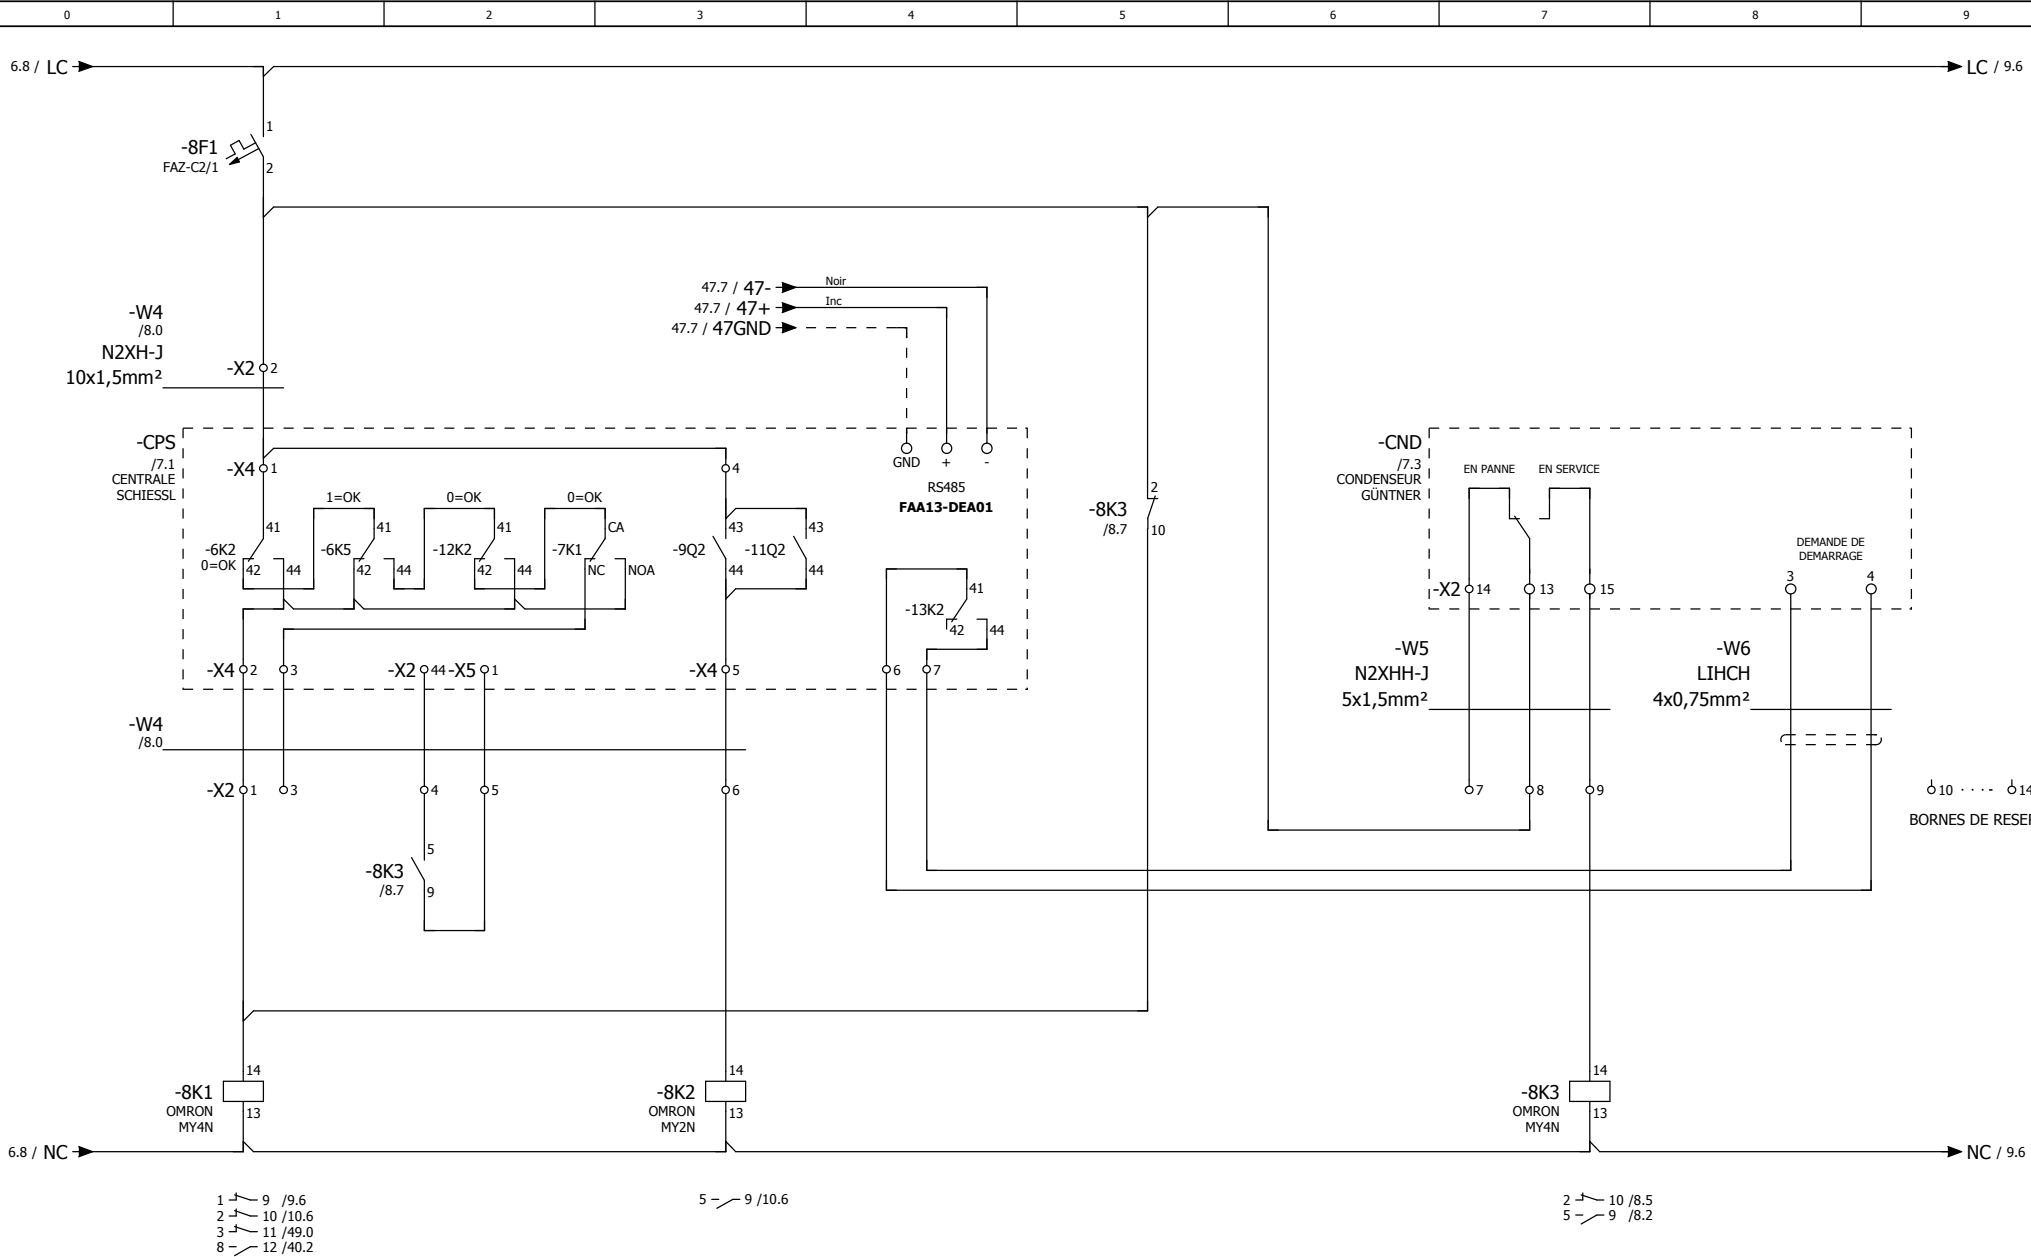 0 1 2 3 4 5 6 7 8 9
6.8 / LC
LC / 9.6
1
-8F1
FAZ-C2/1
2
47.7 / 47- Noir
47.7 / 47+ Inc
47.7 / 47GND
-W4
/8.0
N2XH-J
10x1,5mm²
-X2 2
-CPS
/7.1
CENTRALE
SCHIESSL
-X4 1
4
GND + -
RS485
FAA13-DEA01
1=OK 0=OK 0=OK
41 41 41 CA 43 43
-6K2
0=OK
-6K5 -12K2 -7K1 -9Q2 -11Q2
42 44 42 44 42 44 NC NOA 44 44
41
-13K2
42 44
-X4 2 3 -X2 44 -X5 1 -X4 5 6 7
2
-8K3
/8.7
10
-CND
/7.3
CONDENSEUR
GÜNTNER
EN PANNE EN SERVICE
DEMANDE DE
DEMARRAGE
3 4
-X2 14 13 15
-W5
N2XHH-J
5x1,5mm²
-W6
LIHCH
4x0,75mm²
-W4
/8.0
-X2 1 3 4 5 6 7 8 9 10 · · · - 14
BORNES DE RESER
5
-8K3
/8.7
9
14
-8K1
OMRON
MY4N
13
14
-8K2
OMRON
MY2N
13
14
-8K3
OMRON
MY4N
13
6.8 / NC
NC / 9.6
1 9 /9.6
2 10 /10.6
3 11 /49.0
8 12 /40.2
5 9 /10.6
2 10 /8.5
5 9 /8.2